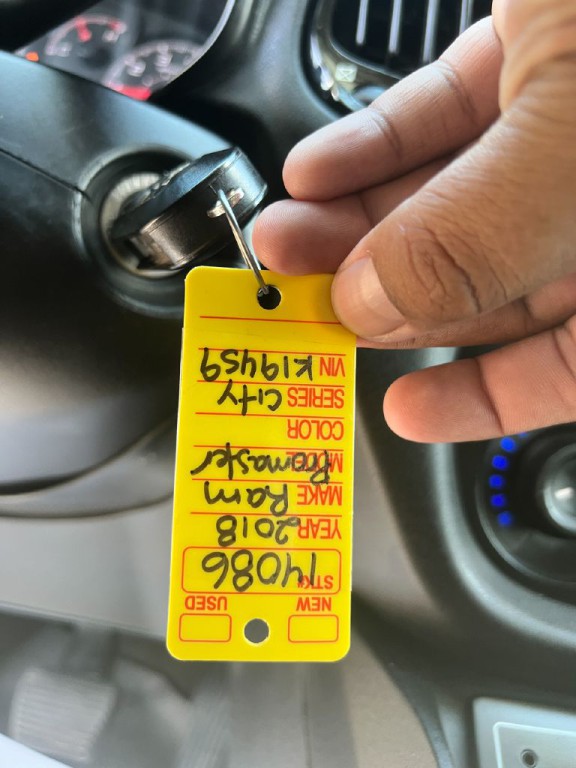 NEW USED
STK# 14086
YEAR 2018
MAKE Ram
MODEL Promaster
COLOR
SERIES City
VIN K19459